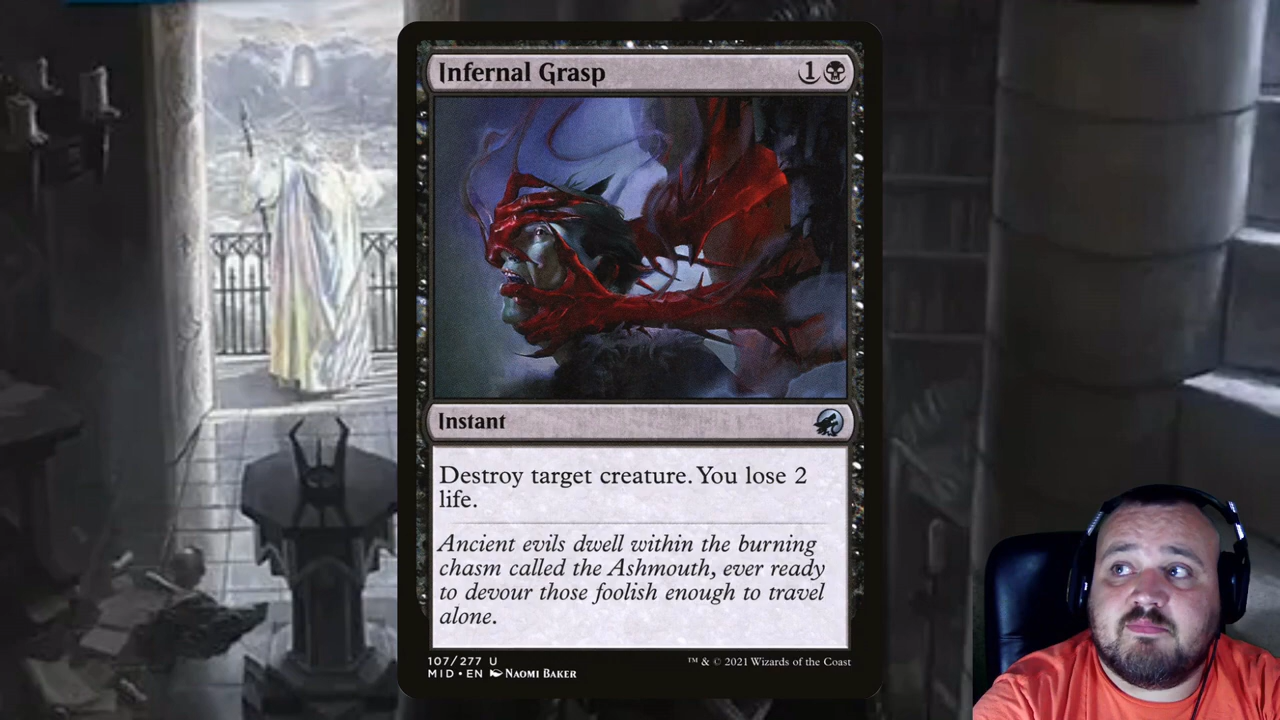 Infernal Grasp 1
Instant
Destroy target creature. You lose 2
life.
Ancient evils dwell within the burning
chasm called the Ashmouth, ever ready
to devour those foolish enough to travel
alone.
107/277 U
MID • EN Naomi Baker
™ & © 2021 Wizards of the Coast